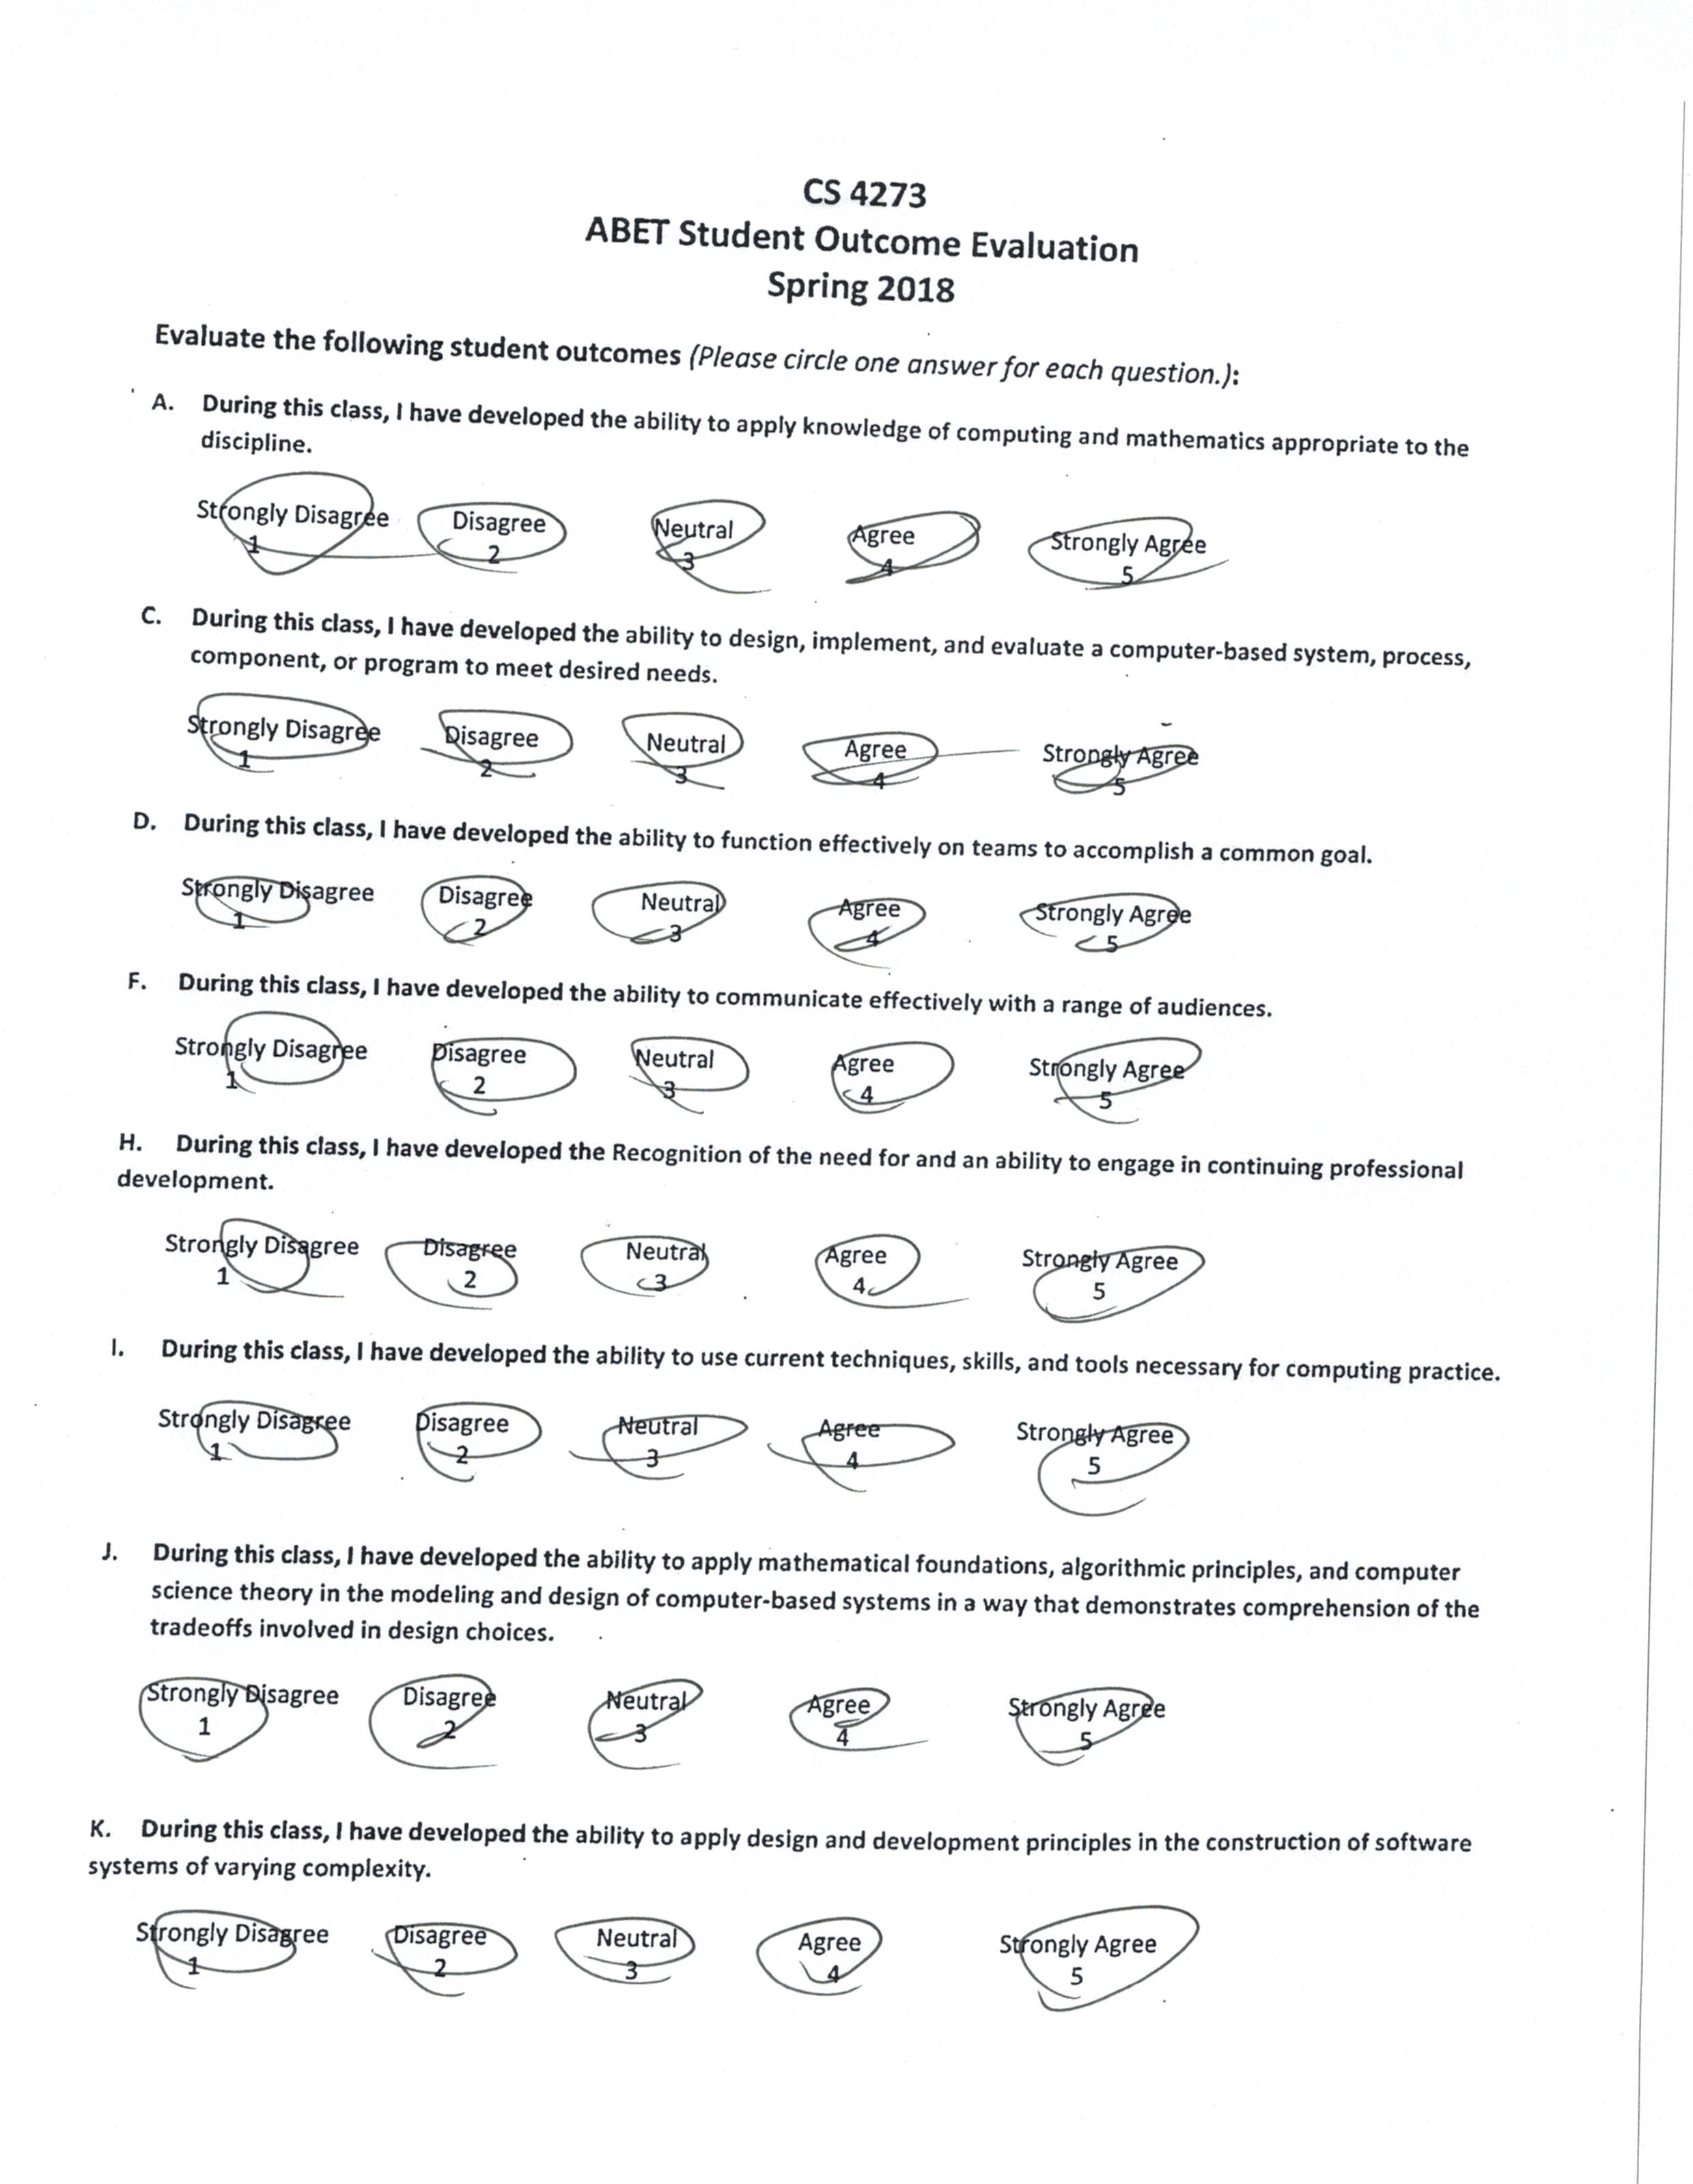 CS 4273
ABET Student Outcome Evaluation
Spring 2018
Evaluate the following student outcomes (Please circle one answer for each question.):
A. During this class, I have developed the ability to apply knowledge of computing and mathematics appropriate to the
discipline.
Strongly Disagree Disagree Neutral Agree Strongly Agree
1 2 3 4 5
C. During this class, I have developed the ability to design, implement, and evaluate a computer-based system, process,
component, or program to meet desired needs.
Strongly Disagree Disagree Neutral Agree Strongly Agree
1 2 3 4 5
D. During this class, I have developed the ability to function effectively on teams to accomplish a common goal.
Strongly Disagree Disagree Neutral Agree Strongly Agree
1 2 3 4 5
F. During this class, I have developed the ability to communicate effectively with a range of audiences.
Strongly Disagree Disagree Neutral Agree Strongly Agree
1 2 3 4 5
H. During this class, I have developed the Recognition of the need for and an ability to engage in continuing professional
development.
Strongly Disagree Disagree Neutral Agree Strongly Agree
1 2 3 4 5
I. During this class, I have developed the ability to use current techniques, skills, and tools necessary for computing practice.
Strongly Disagree Disagree Neutral Agree Strongly Agree
1 2 3 4 5
J. During this class, I have developed the ability to apply mathematical foundations, algorithmic principles, and computer
science theory in the modeling and design of computer-based systems in a way that demonstrates comprehension of the
tradeoffs involved in design choices.
Strongly Disagree Disagree Neutral Agree Strongly Agree
1 2 3 4 5
K. During this class, I have developed the ability to apply design and development principles in the construction of software
systems of varying complexity.
Strongly Disagree Disagree Neutral Agree Strongly Agree
1 2 3 4 5